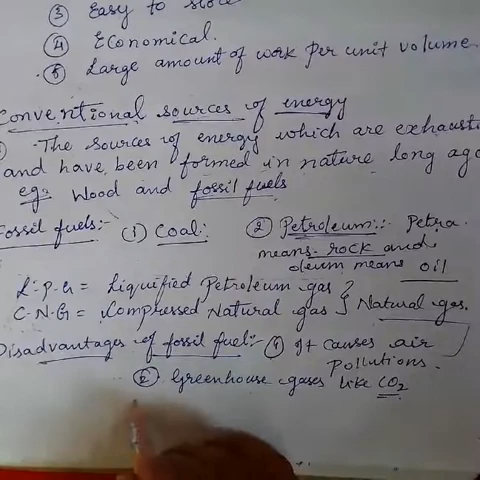 ③ Easy to store
④ Economical.
⑤ Large amount of work per unit volume.
Conventional sources of energy
The sources of energy which are
and have been formed in nature long ago
eg:- Wood and fossil fuels
Fossil fuels:- (1) Coal: ② Petroleum:- Petra
means rock and
oleum means oil
L.P.G = Liquified Petroleum gas }
C-N.G = Compressed Natural gas } Natural gas.
Disadvantages of fossil fuel:- ① It causes air
pollutions.
② Greenhouse gases like CO2